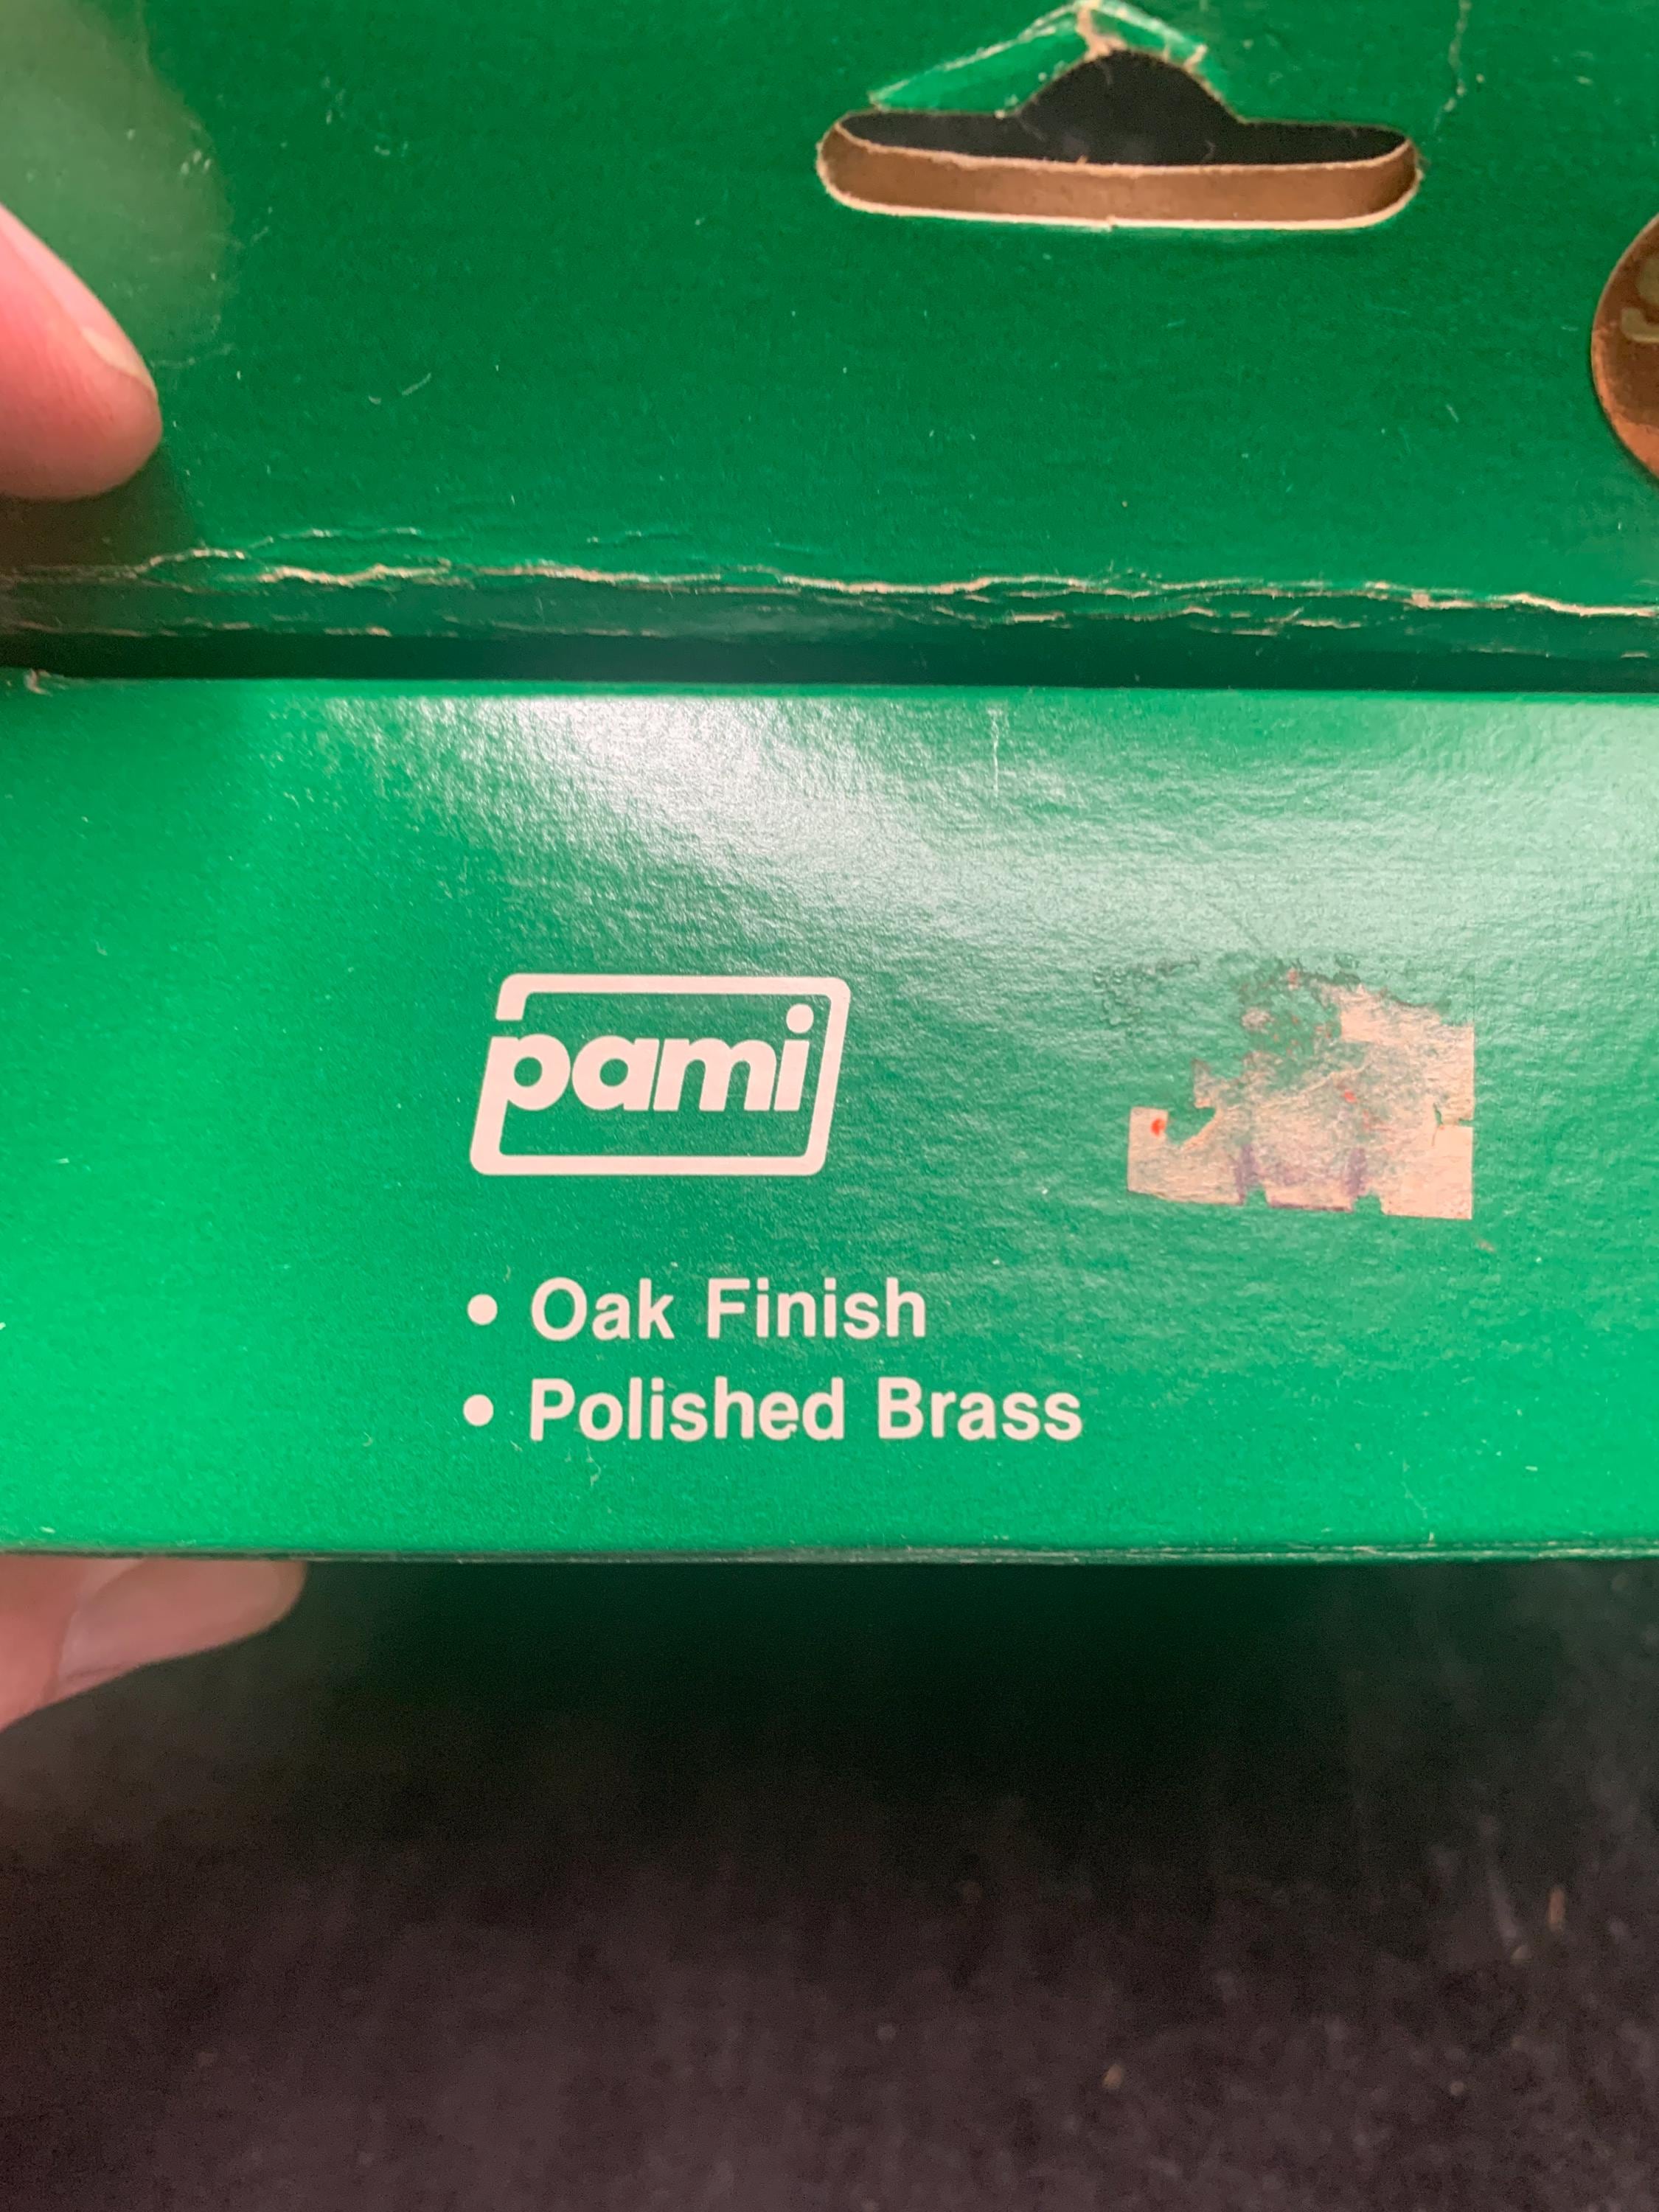 pami
• Oak Finish
• Polished Brass